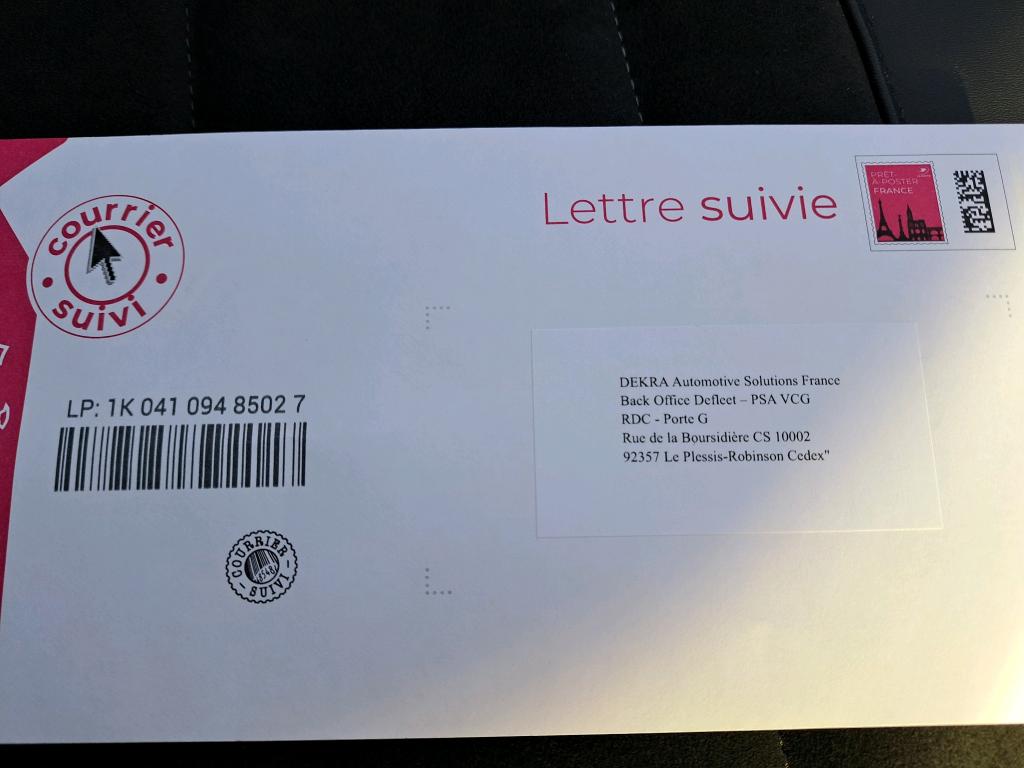 courrier
suivi
Lettre suivie
PRÊT-
À-POSTER
FRANCE
LP: 1K 041 094 8502 7
DEKRA Automotive Solutions France
Back Office Defleet – PSA VCG
RDC - Porte G
Rue de la Boursidière CS 10002
92357 Le Plessis-Robinson Cedex"
COURRIER
SUIVI